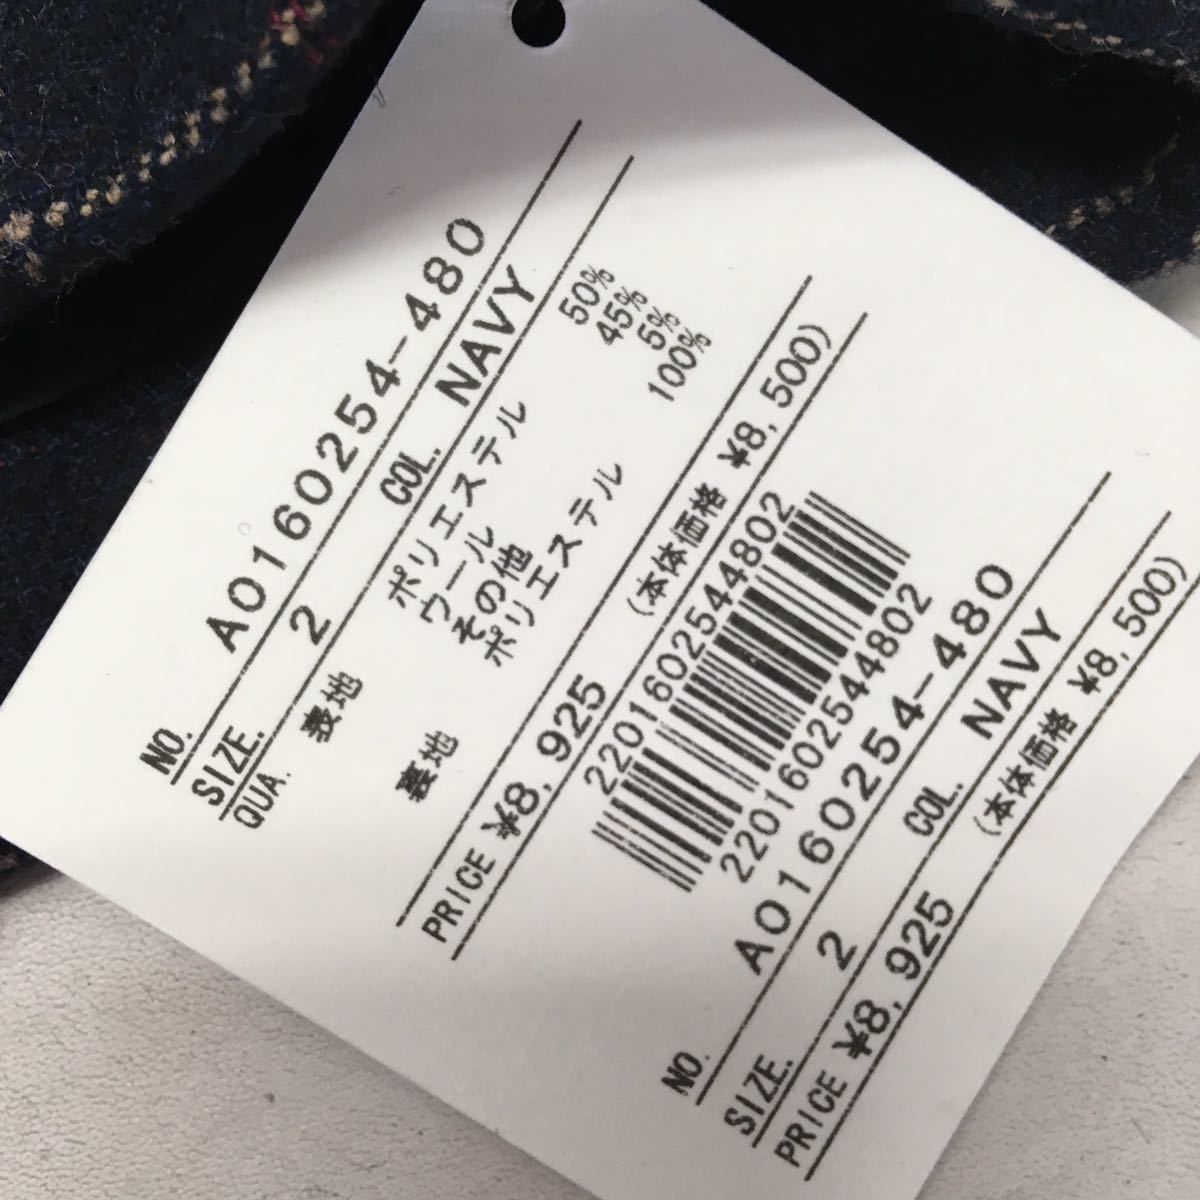 NO. A0160254-480
SIZE. 2 COL. NAVY
QUA. 表地 ポリエステル 50%
ウール 45%
その他 5%
裏地 ポリエステル 100%
PRICE ¥8,925 (本体価格 ¥8,500)
2201602544802
2201602544802
NO. A0160254-480
SIZE. 2 COL. NAVY
PRICE ¥8,925 (本体価格 ¥8,500)